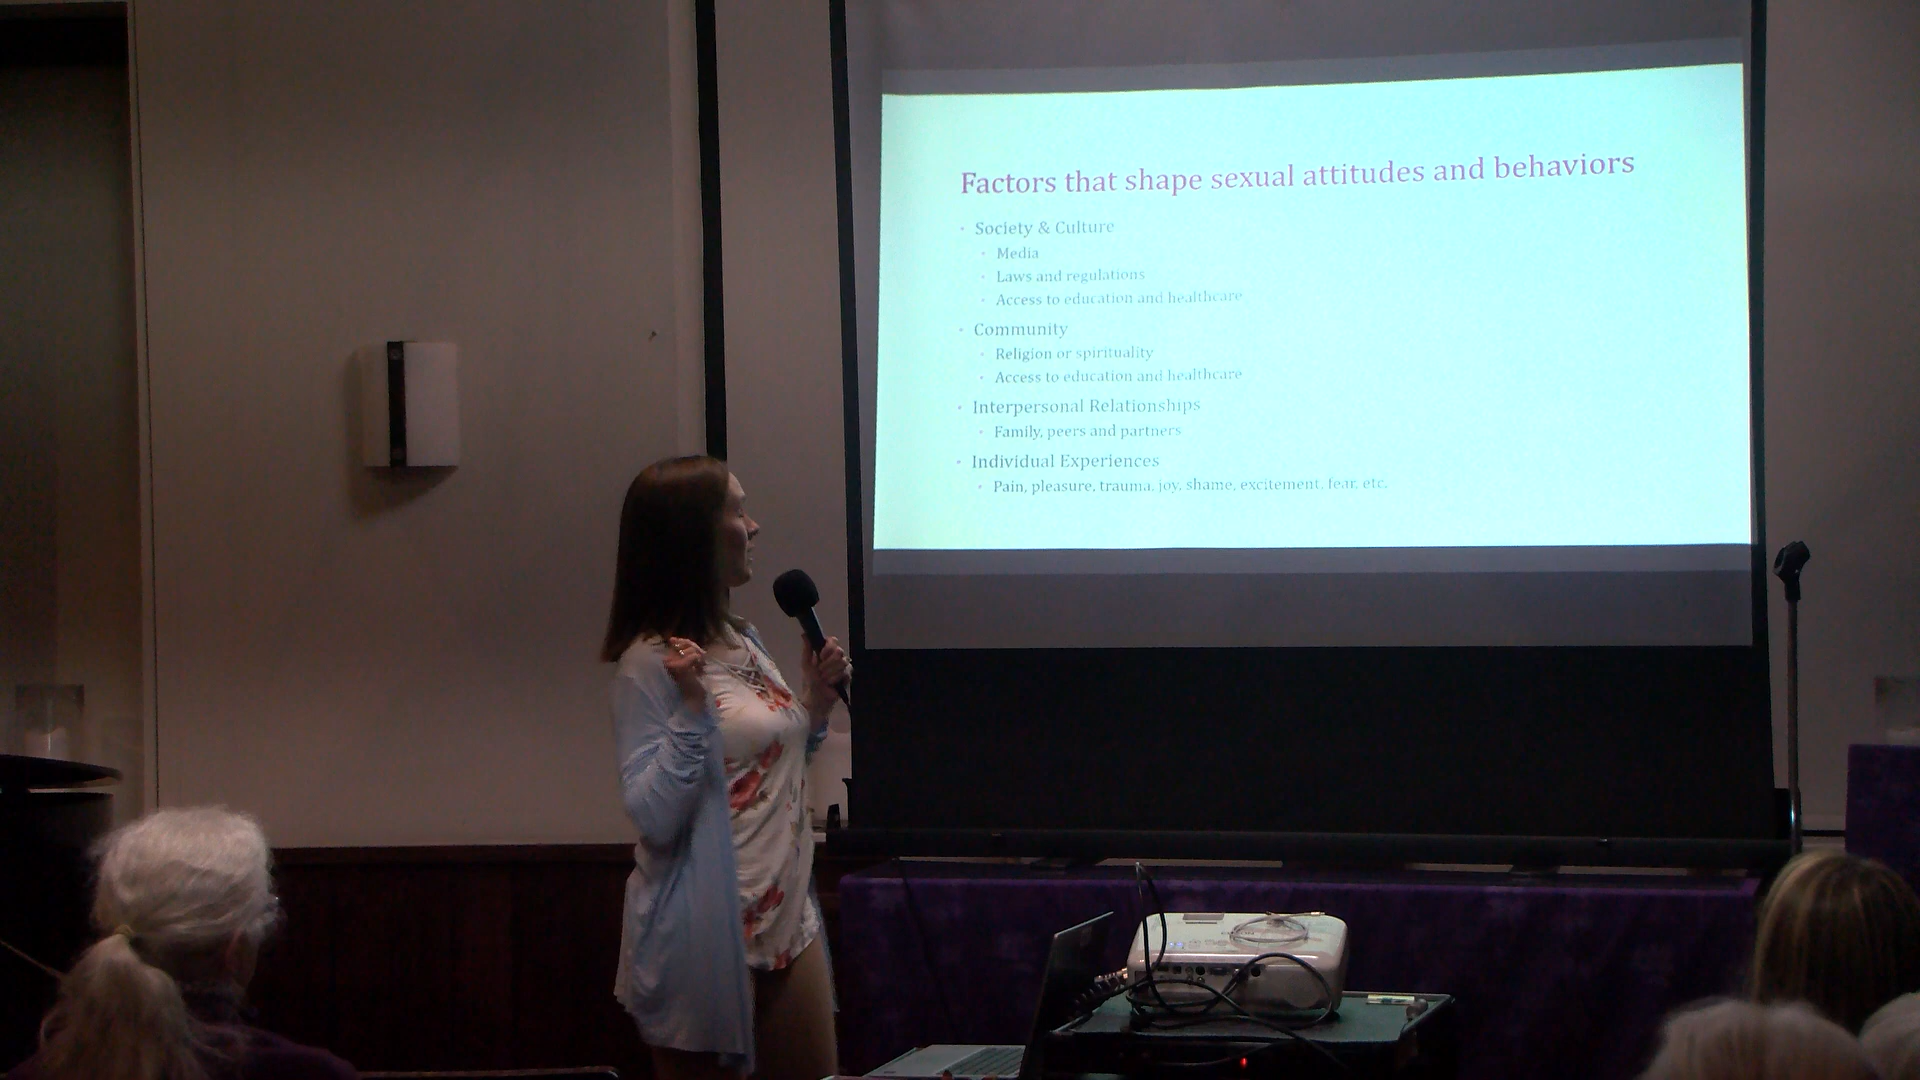 Factors that shape sexual attitudes and behaviors
Society & Culture
Media
Laws and regulations
Access to education and healthcare
Community
Religion or spirituality
Access to education and healthcare
Interpersonal Relationships
Family, peers and partners
Individual Experiences
Pain, pleasure, trauma, joy, shame, excitement, fear, etc.